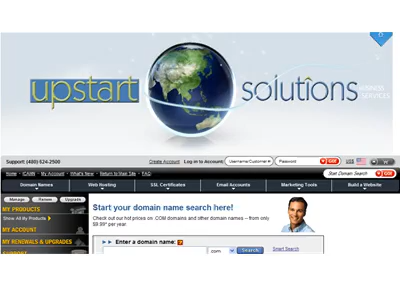 upstart solutions
BUSINESS
SERVICES
Support (480) 624-2500 Create Account Log in to Account: Username/Customer # Password GO! US$
Home | ICANN | My Account | What's New | Return to Main Site | FAQ Start Domain Search GO!
Domain Names Web Hosting SSL Certificates Email Accounts Marketing Tools Build a Website
Manage Renew Upgrade
MY PRODUCTS
Show All My Products
MY ACCOUNT
MY RENEWALS & UPGRADES
SUPPORT
Start your domain name search here!
Check out our hot prices on .COM domains and other domain names -- from only
$9.99* per year.
Enter a domain name: ?
.com Search Smart Search